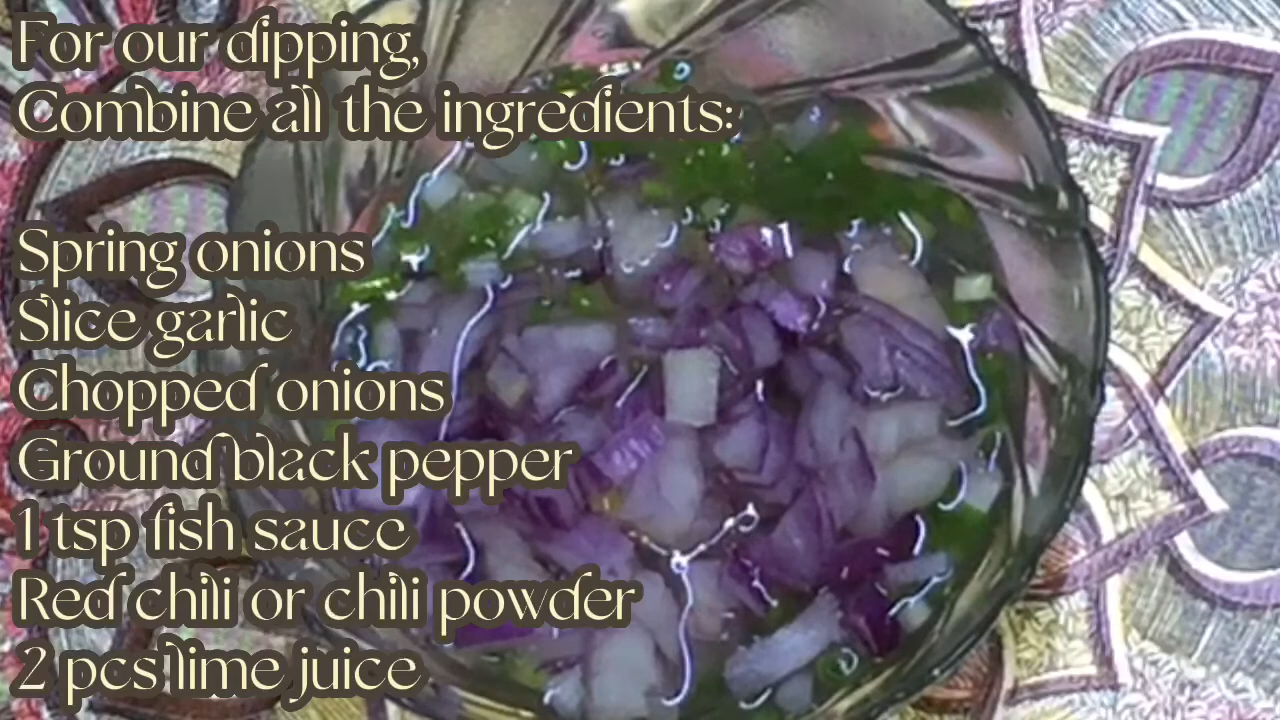 For our dipping,
Combine all the ingredients:
Spring onions
Slice garlic
Chopped onions
Ground black pepper
1 tsp fish sauce
Red chili or chili powder
2 pcs lime juice